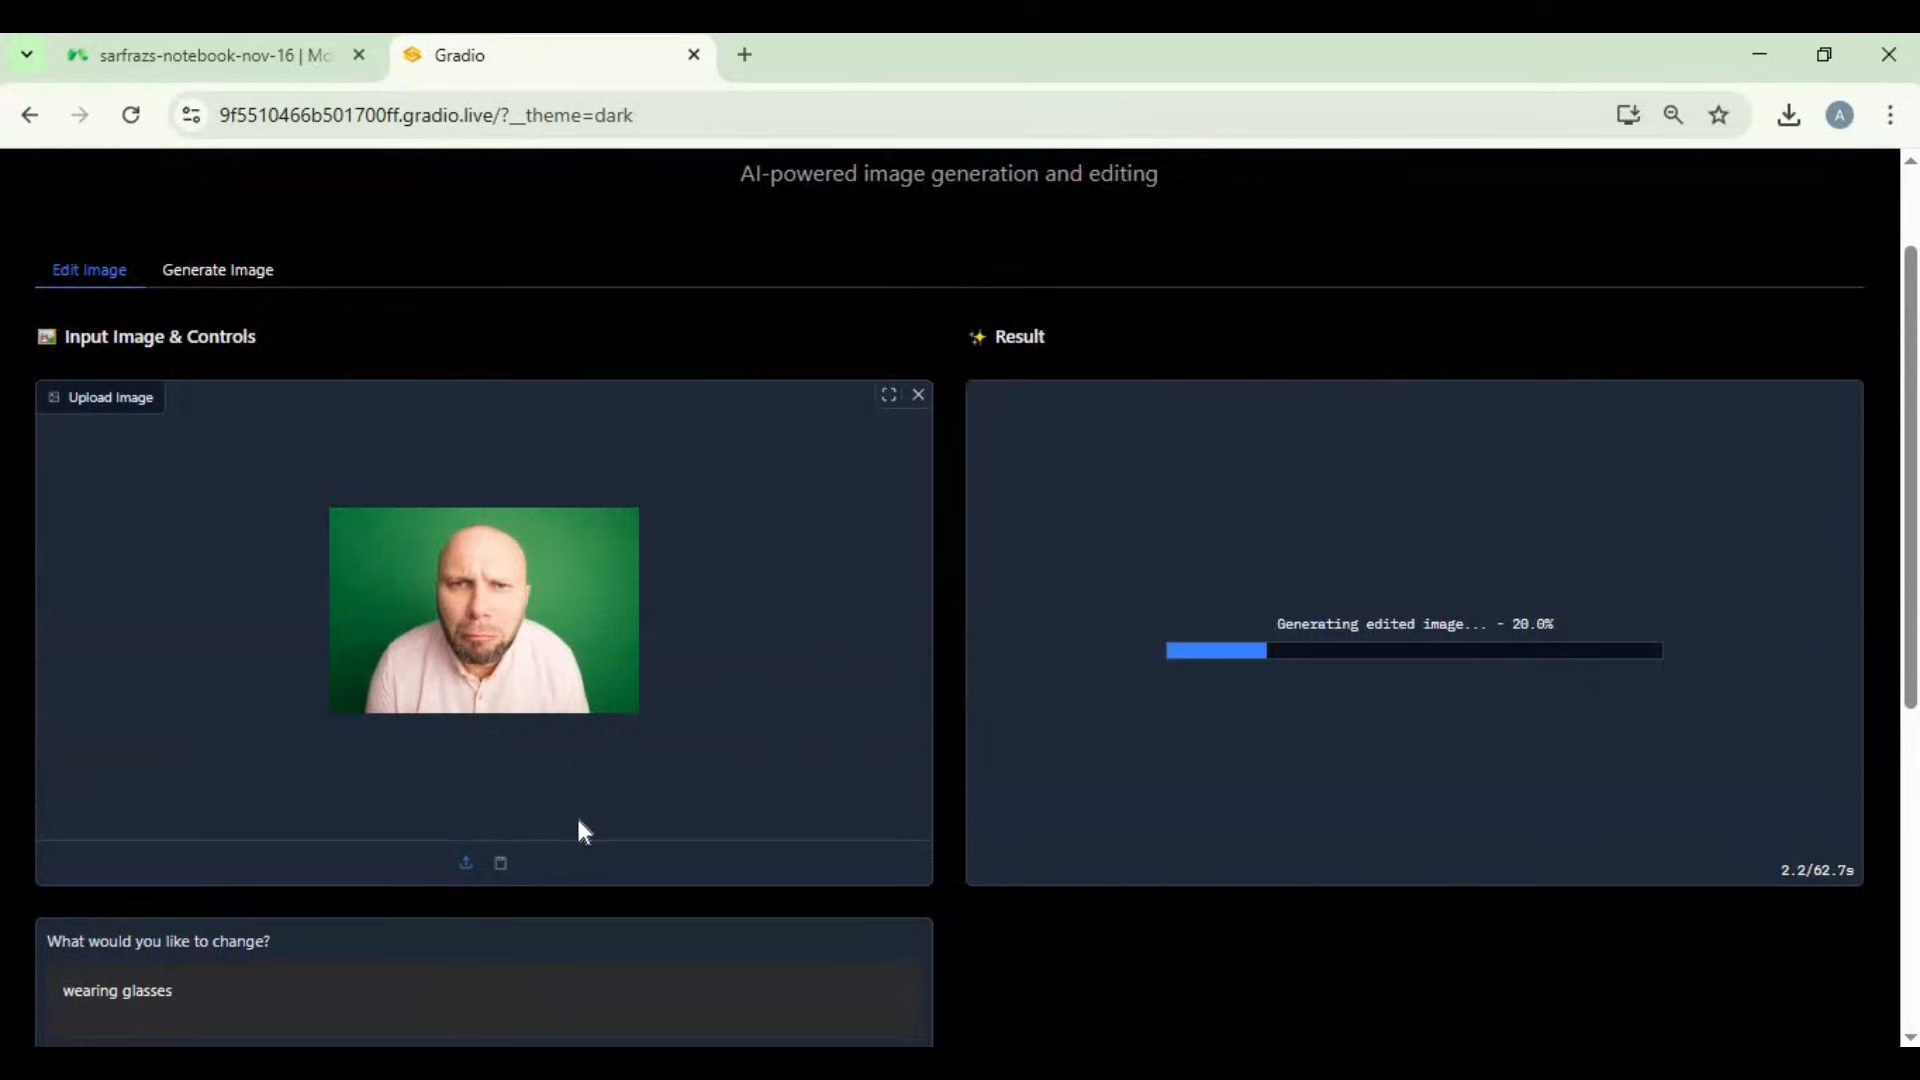 sarfrazs-notebook-nov-16 | Mo
Gradio
9f5510466b501700ff.gradio.live/?__theme=dark
A
AI-powered image generation and editing
Edit Image
Generate Image
Input Image & Controls
Result
Upload Image
Generating edited image... - 20.0%
2.2/62.7s
What would you like to change?
wearing glasses